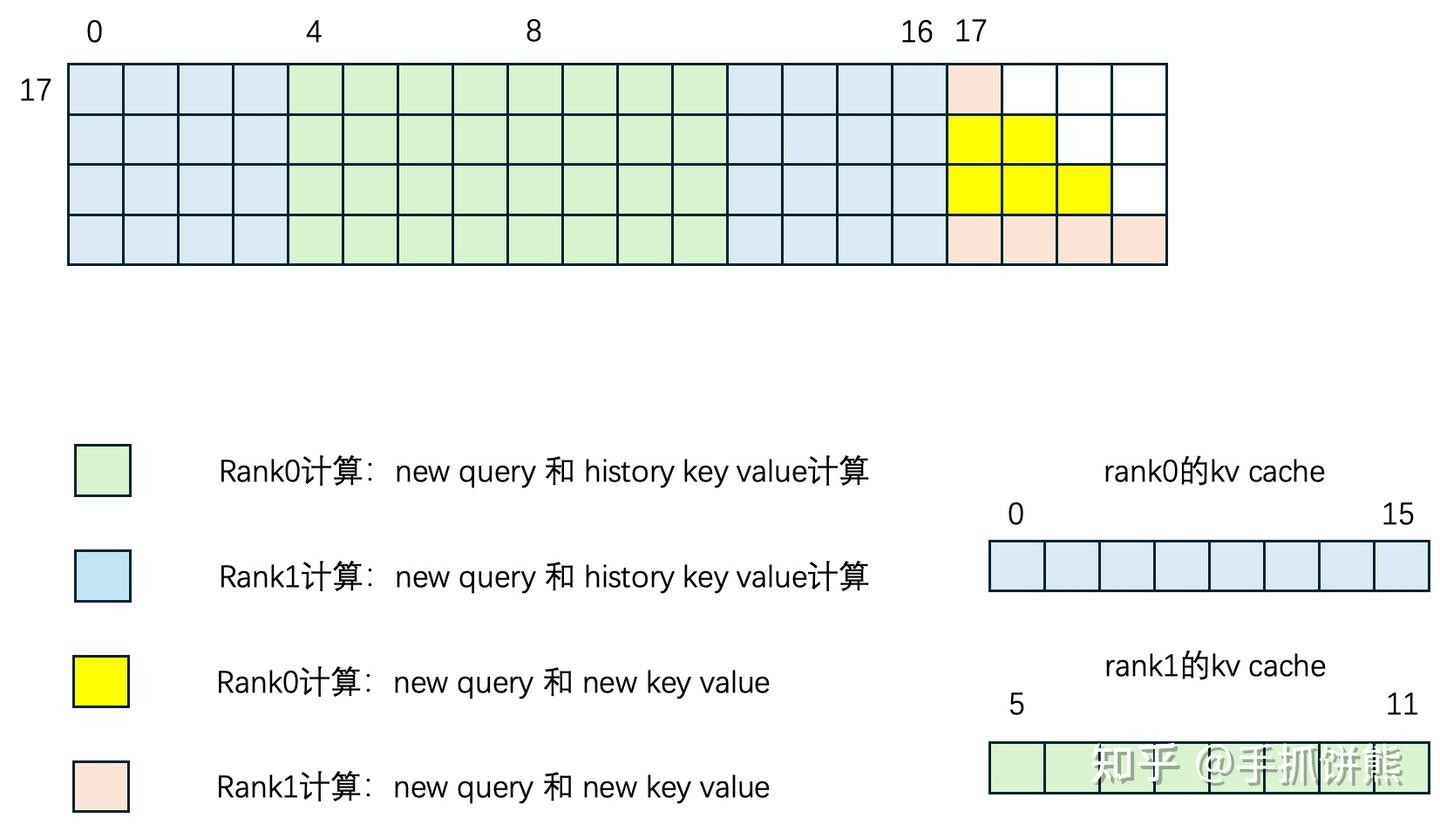 0 4 8 16 17
17
Rank0计算：new query 和 history key value计算
Rank1计算：new query 和 history key value计算
Rank0计算：new query 和 new key value
Rank1计算：new query 和 new key value
rank0的kv cache
0 15
rank1的kv cache
5 11
知乎 @手抓饼熊